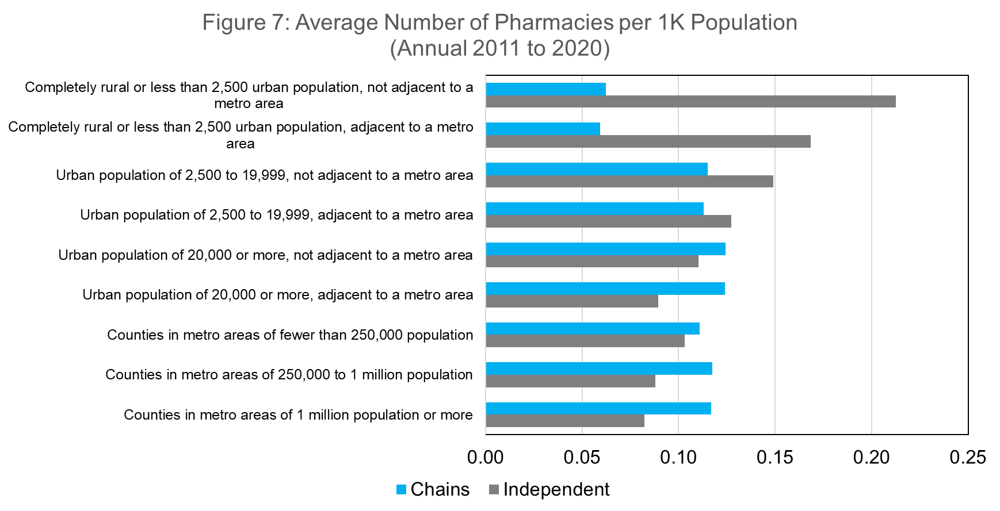 Figure 7: Average Number of Pharmacies per 1K Population
(Annual 2011 to 2020)
Completely rural or less than 2,500 urban population, not adjacent to a
metro area
Completely rural or less than 2,500 urban population, adjacent to a metro
area
Urban population of 2,500 to 19,999, not adjacent to a metro area
Urban population of 2,500 to 19,999, adjacent to a metro area
Urban population of 20,000 or more, not adjacent to a metro area
Urban population of 20,000 or more, adjacent to a metro area
Counties in metro areas of fewer than 250,000 population
Counties in metro areas of 250,000 to 1 million population
Counties in metro areas of 1 million population or more
0.00 0.05 0.10 0.15 0.20 0.25
Chains Independent